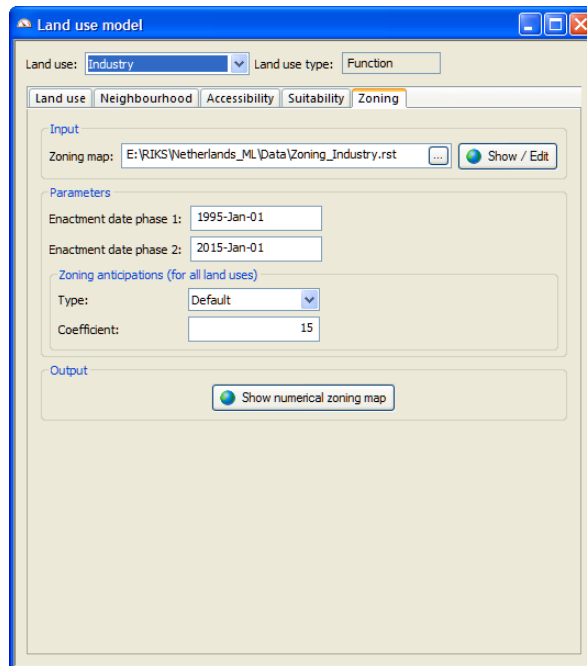 Land use model
Land use: Industry Land use type: Function
Land use Neighbourhood Accessibility Suitability Zoning
Input
Zoning map: E:\RIKS\Netherlands_ML\Data\Zoning_Industry.rst ... Show / Edit
Parameters
Enactment date phase 1: 1995-Jan-01
Enactment date phase 2: 2015-Jan-01
Zoning anticipations (for all land uses)
Type: Default
Coefficient: 15
Output
Show numerical zoning map